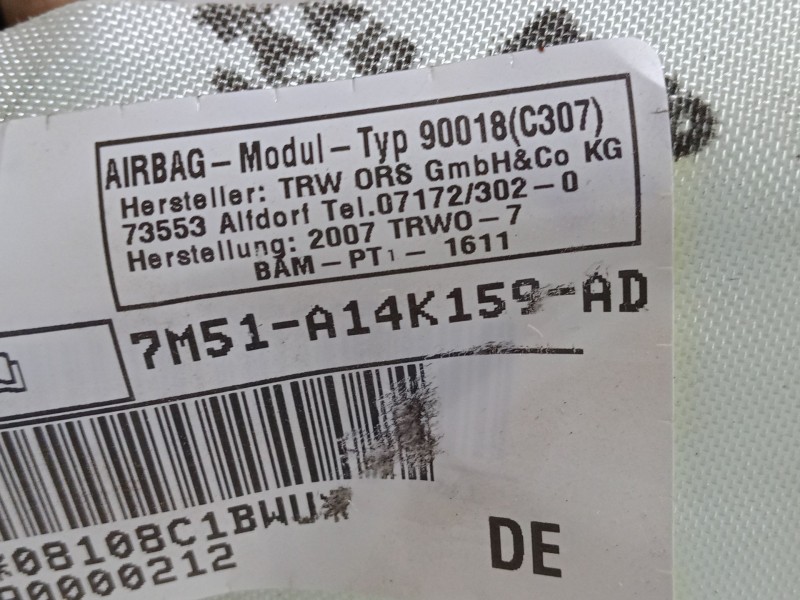 AIRBAG-Modul-Typ 90018(C307)
Hersteller: TRW ORS GmbH&Co KG
73553 Alfdorf Tel.07172/302-0
Herstellung: 2007 TRWO-7
BAM-PT1-1611
7M51-A14K159-AD
*08108C1BWU*
0000212
DE